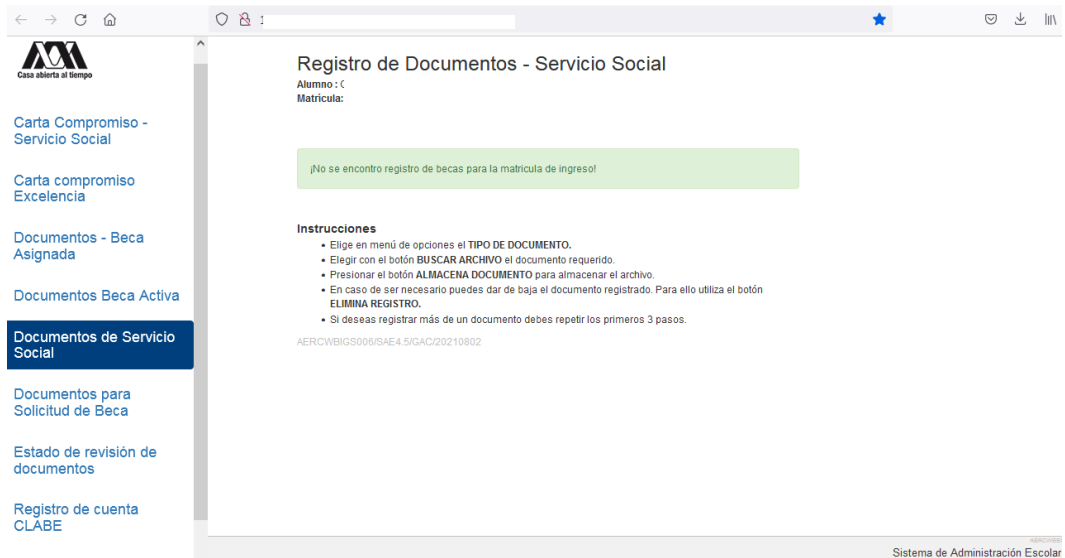 Casa abierta al tiempo
Carta Compromiso -
Servicio Social
Carta compromiso
Excelencia
Documentos - Beca
Asignada
Documentos Beca Activa
Documentos de Servicio
Social
Documentos para
Solicitud de Beca
Estado de revisión de
documentos
Registro de cuenta
CLABE
Registro de Documentos - Servicio Social
Alumno :
Matricula:
¡No se encontro registro de becas para la matricula de ingreso!
Instrucciones
• Elige en menú de opciones el TIPO DE DOCUMENTO.
• Elegir con el botón BUSCAR ARCHIVO el documento requerido.
• Presionar el botón ALMACENA DOCUMENTO para almacenar el archivo.
• En caso de ser necesario puedes dar de baja el documento registrado. Para ello utiliza el botón
ELIMINA REGISTRO.
• Si deseas registrar más de un documento debes repetir los primeros 3 pasos.
AERCWBIGS006/SAE4.5/GAC/20210802
Sistema de Administración Escolar